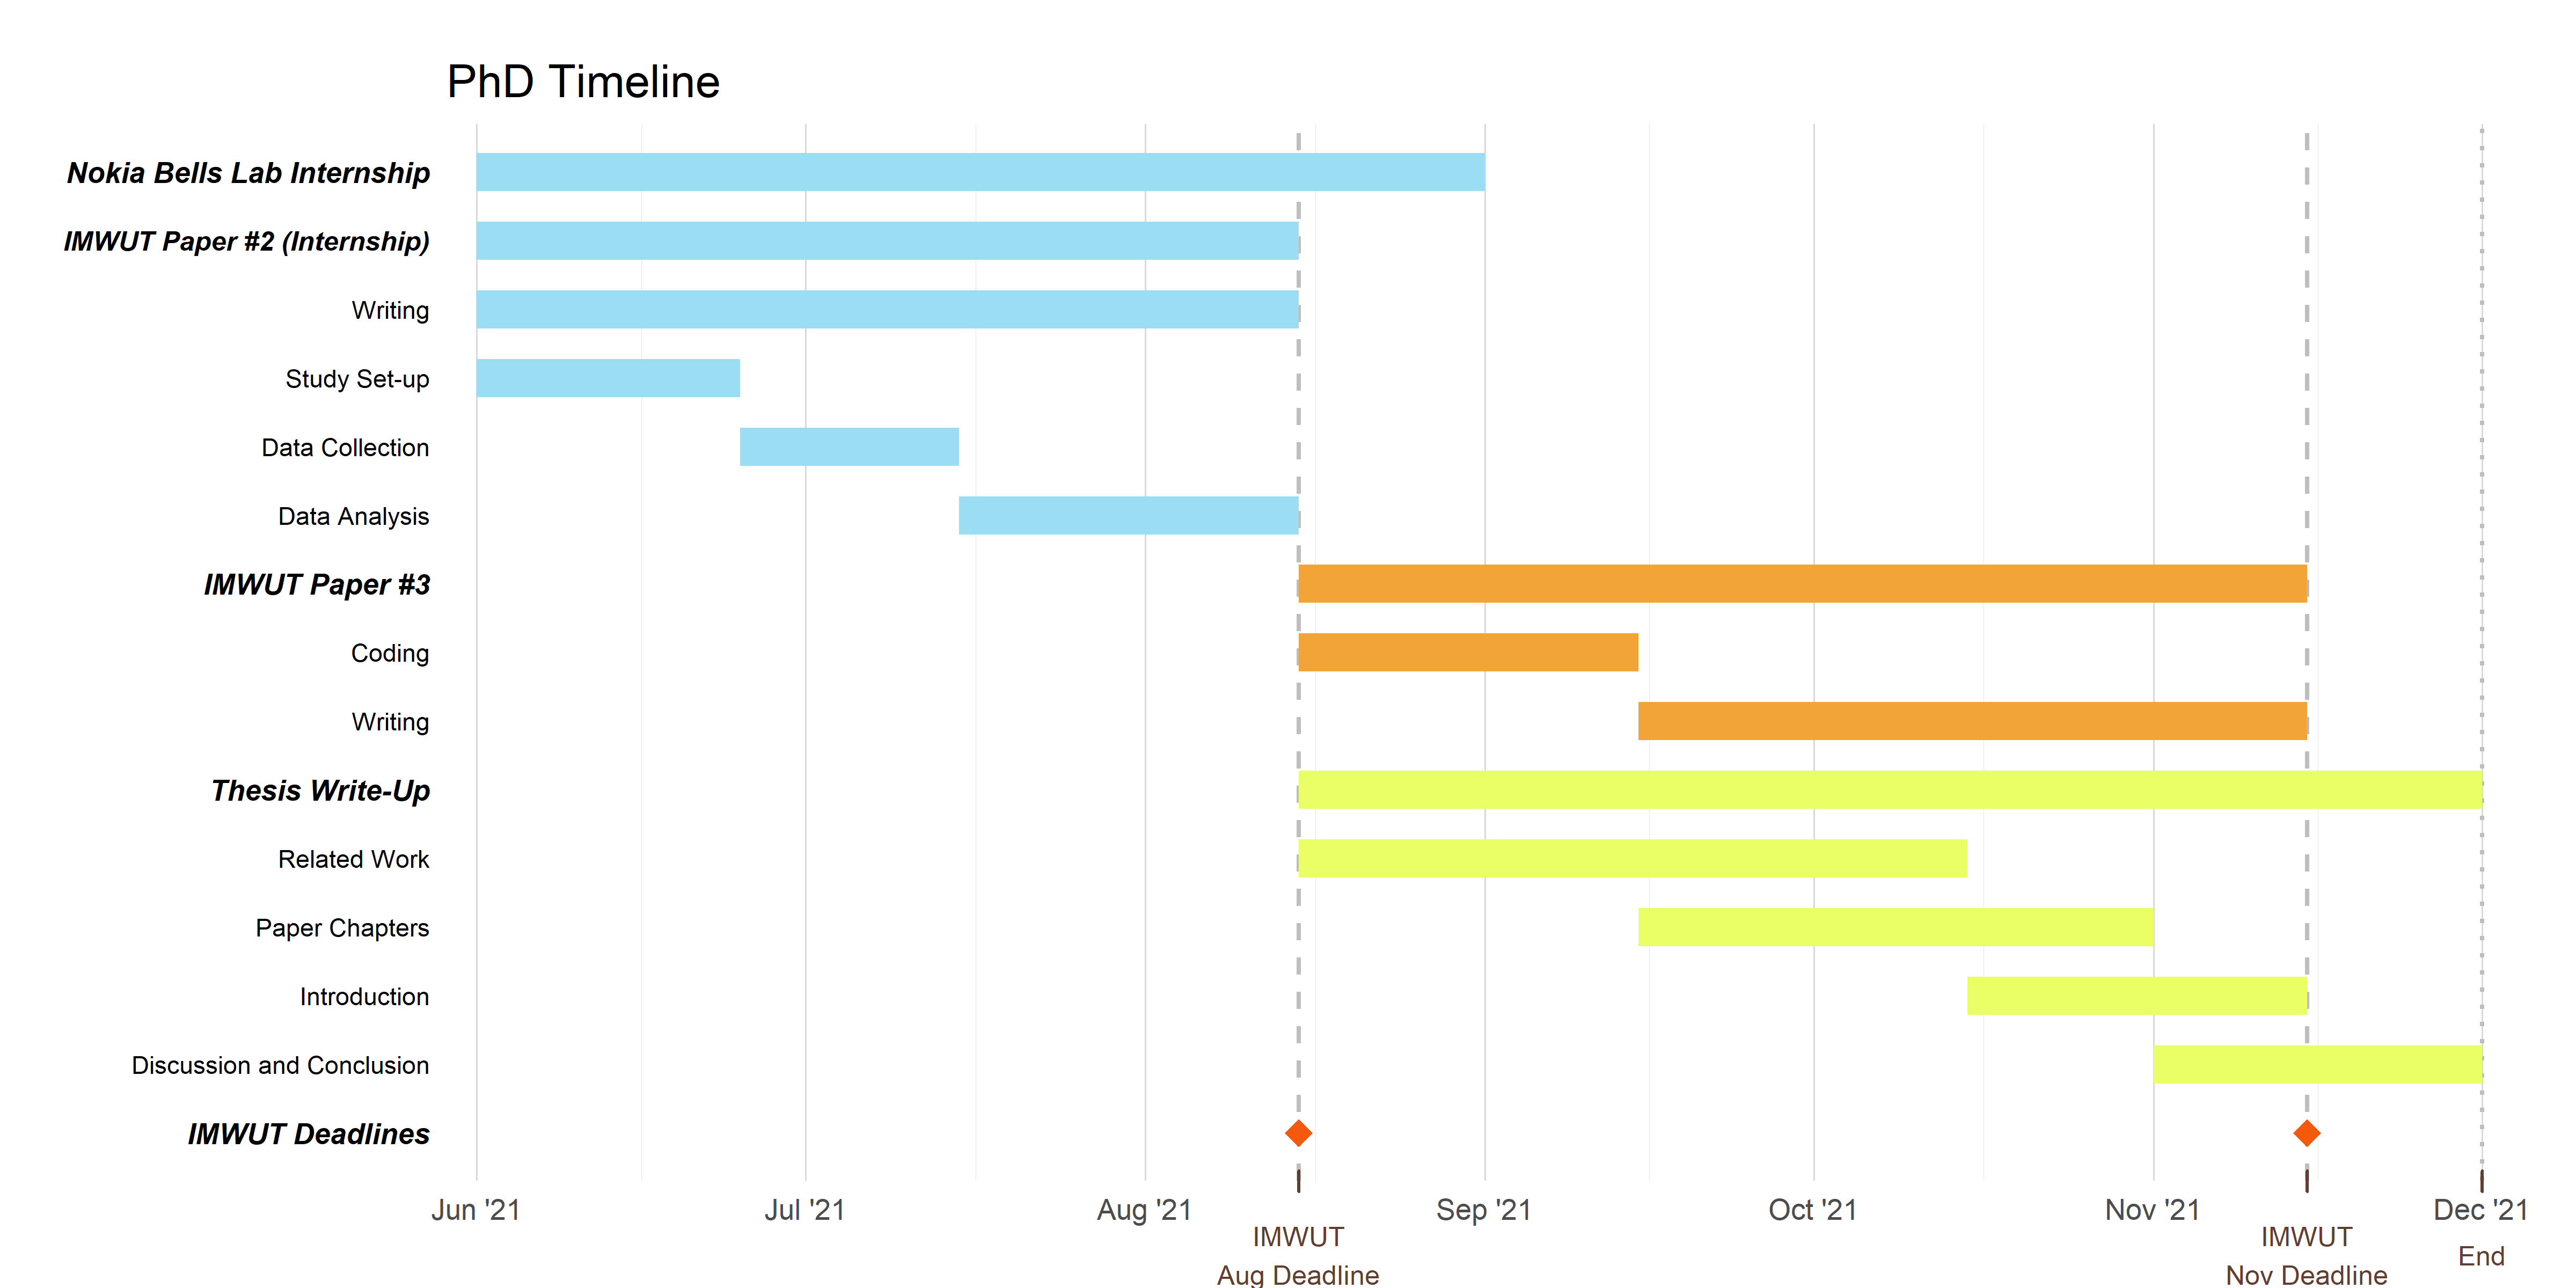 PhD Timeline
Nokia Bells Lab Internship
IMWUT Paper #2 (Internship)
Writing
Study Set-up
Data Collection
Data Analysis
IMWUT Paper #3
Coding
Writing
Thesis Write-Up
Related Work
Paper Chapters
Introduction
Discussion and Conclusion
IMWUT Deadlines
Jun '21 Jul '21 Aug '21 Sep '21 Oct '21 Nov '21 Dec '21
IMWUT
Aug Deadline
IMWUT
Nov Deadline
End